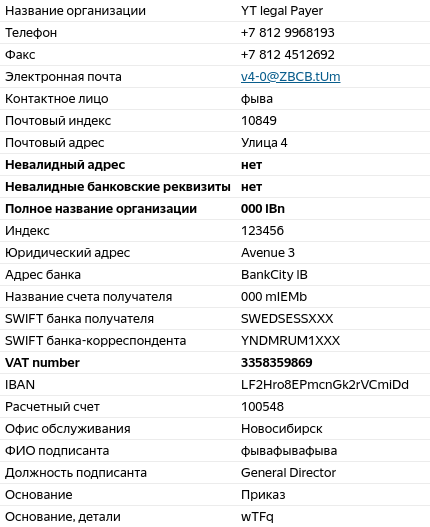 Название организации YT legal Payer
Телефон +7 812 9968193
Факс +7 812 4512692
Электронная почта v4-0@ZBCB.tUm
Контактное лицо фыва
Почтовый индекс 10849
Почтовый адрес Улица 4
Невалидный адрес нет
Невалидные банковские реквизиты нет
Полное название организации 000 IBn
Индекс 123456
Юридический адрес Avenue 3
Адрес банка BankCity IB
Название счета получателя 000 mIEMb
SWIFT банка получателя SWEDSESSXXX
SWIFT банка-корреспондента YNDMRUM1XXX
VAT number 3358359869
IBAN LF2Hro8EPmcnGk2rVCmiDd
Расчетный счет 100548
Офис обслуживания Новосибирск
ФИО подписанта фывафывафыва
Должность подписанта General Director
Основание Приказ
Основание, детали wTFq